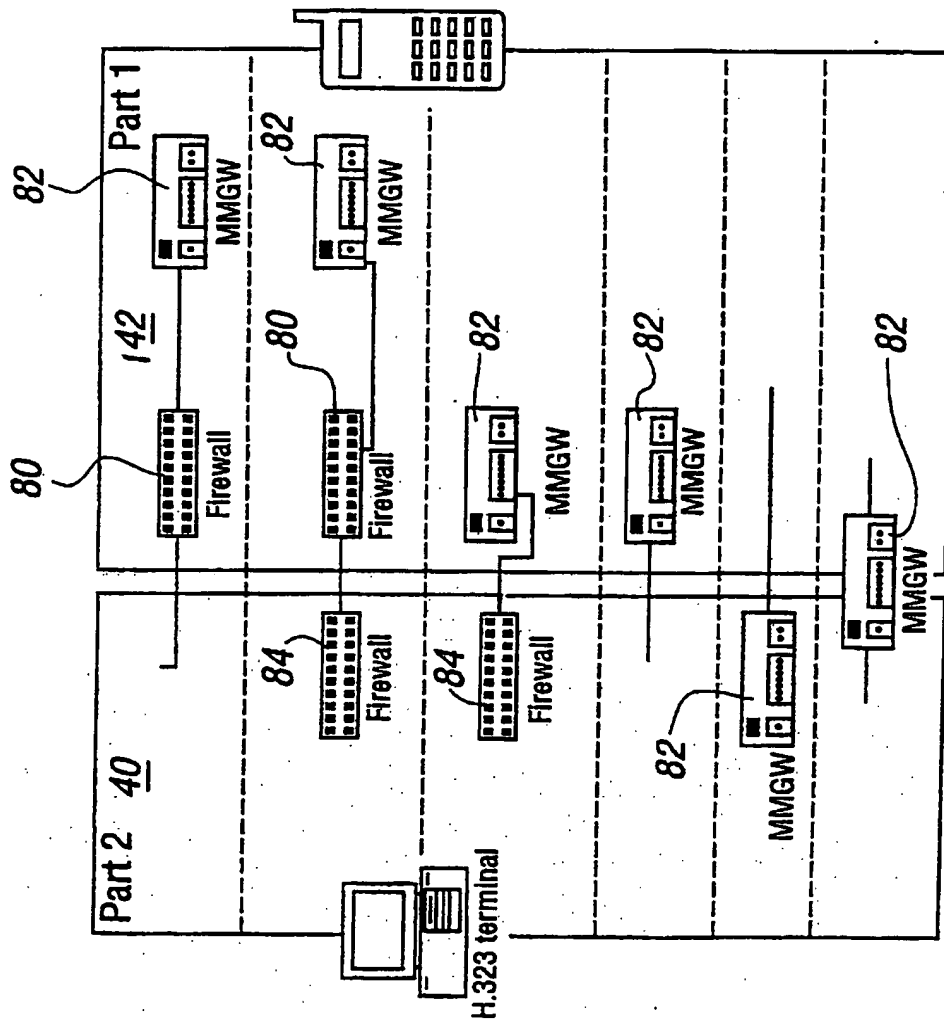 Part 2
40
142
Part 1
80
Firewall
82
MMGW
84
Firewall
80
Firewall
82
MMGW
H.323 terminal
84
Firewall
82
MMGW
82
MMGW
82
MMGW
82
MMGW